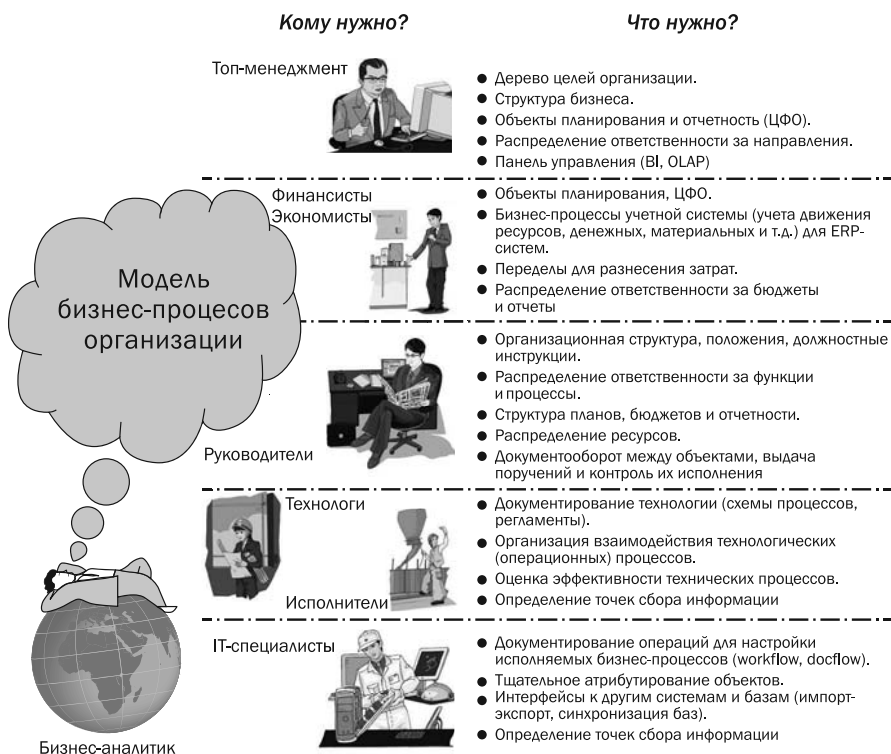 Кому нужно?
Что нужно?
Топ-менеджмент
● Дерево целей организации.
● Структура бизнеса.
● Объекты планирования и отчетность (ЦФО).
● Распределение ответственности за направления.
● Панель управления (BI, OLAP)
Финансисты
Экономисты
● Объекты планирования, ЦФО.
● Бизнес-процессы учетной системы (учета движения
ресурсов, денежных, материальных и т.д.) для ERP-
систем.
● Переделы для разнесения затрат.
● Распределение ответственности за бюджеты
и отчеты
Модель
бизнес-процесов
организации
Руководители
● Организационная структура, положения, должностные
инструкции.
● Распределение ответственности за функции
и процессы.
● Структура планов, бюджетов и отчетности.
● Распределение ресурсов.
● Документооборот между объектами, выдача
поручений и контроль их исполнения
Технологи
Исполнители
● Документирование технологии (схемы процессов,
регламенты).
● Организация взаимодействия технологических
(операционных) процессов.
● Оценка эффективности технических процессов.
● Определение точек сбора информации
IT-специалисты
● Документирование операций для настройки
исполняемых бизнес-процессов (workflow, docflow).
● Тщательное атрибутирование объектов.
● Интерфейсы к другим системам и базам (импорт-
экспорт, синхронизация баз).
● Определение точек сбора информации
Бизнес-аналитик